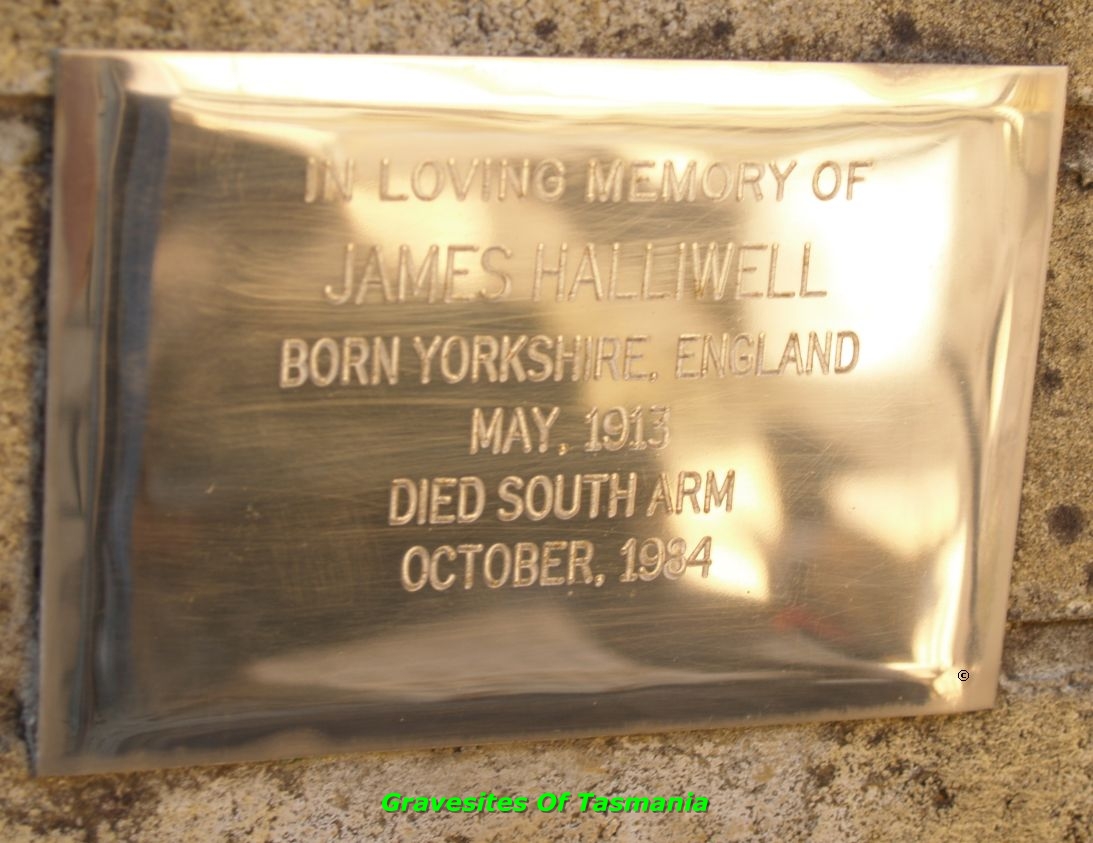 IN LOVING MEMORY OF
JAMES HALLIWELL
BORN YORKSHIRE, ENGLAND
MAY, 1913
DIED SOUTH ARM
OCTOBER, 1984
©
Gravesites Of Tasmania